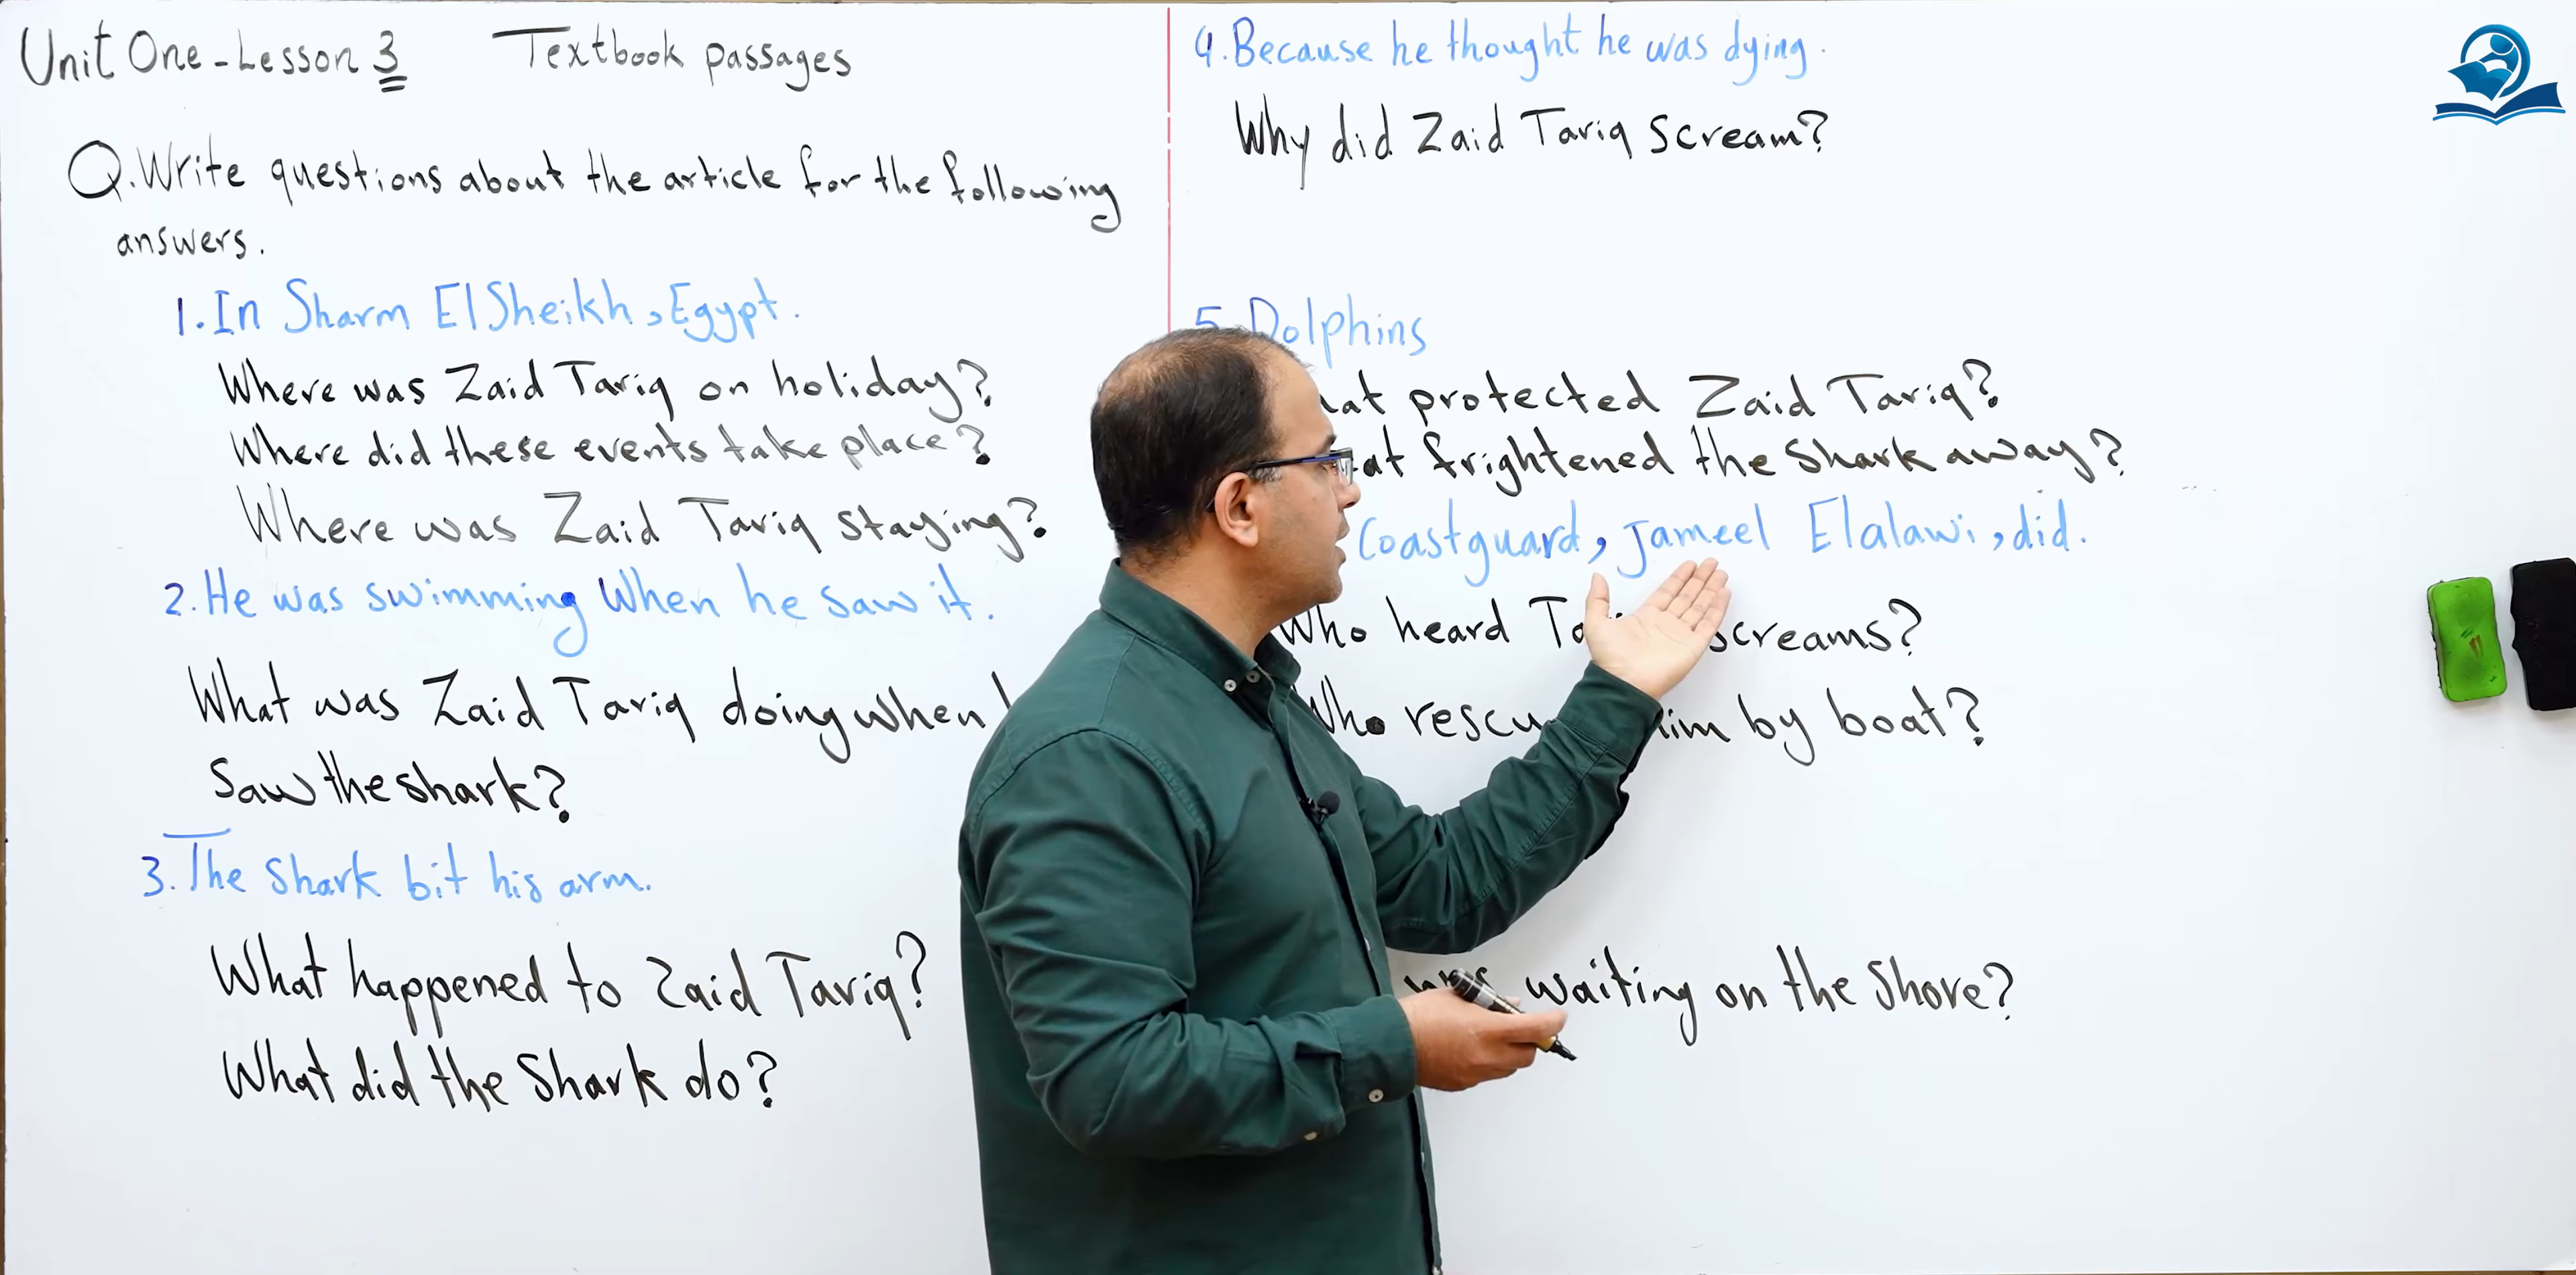 Unit One - Lesson 3 Textbook passages
Q. Write questions about the article for the following
answers.
1. In Sharm El Sheikh, Egypt.
Where was Zaid Tariq on holiday?
Where did these events take place?
Where was Zaid Tariq staying?
2. He was swimming when he saw it.
What was Zaid Tariq doing when
saw the shark?
3. The shark bit his arm.
What happened to Zaid Tariq?
What did the shark do?
4. Because he thought he was dying.
Why did Zaid Tariq scream?
5. Dolphins
protected Zaid Tariq?
frightened the shark away?
Coastguard, Jameel Elalawi, did.
Who heard screams?
Who by boat?
waiting on the shore?